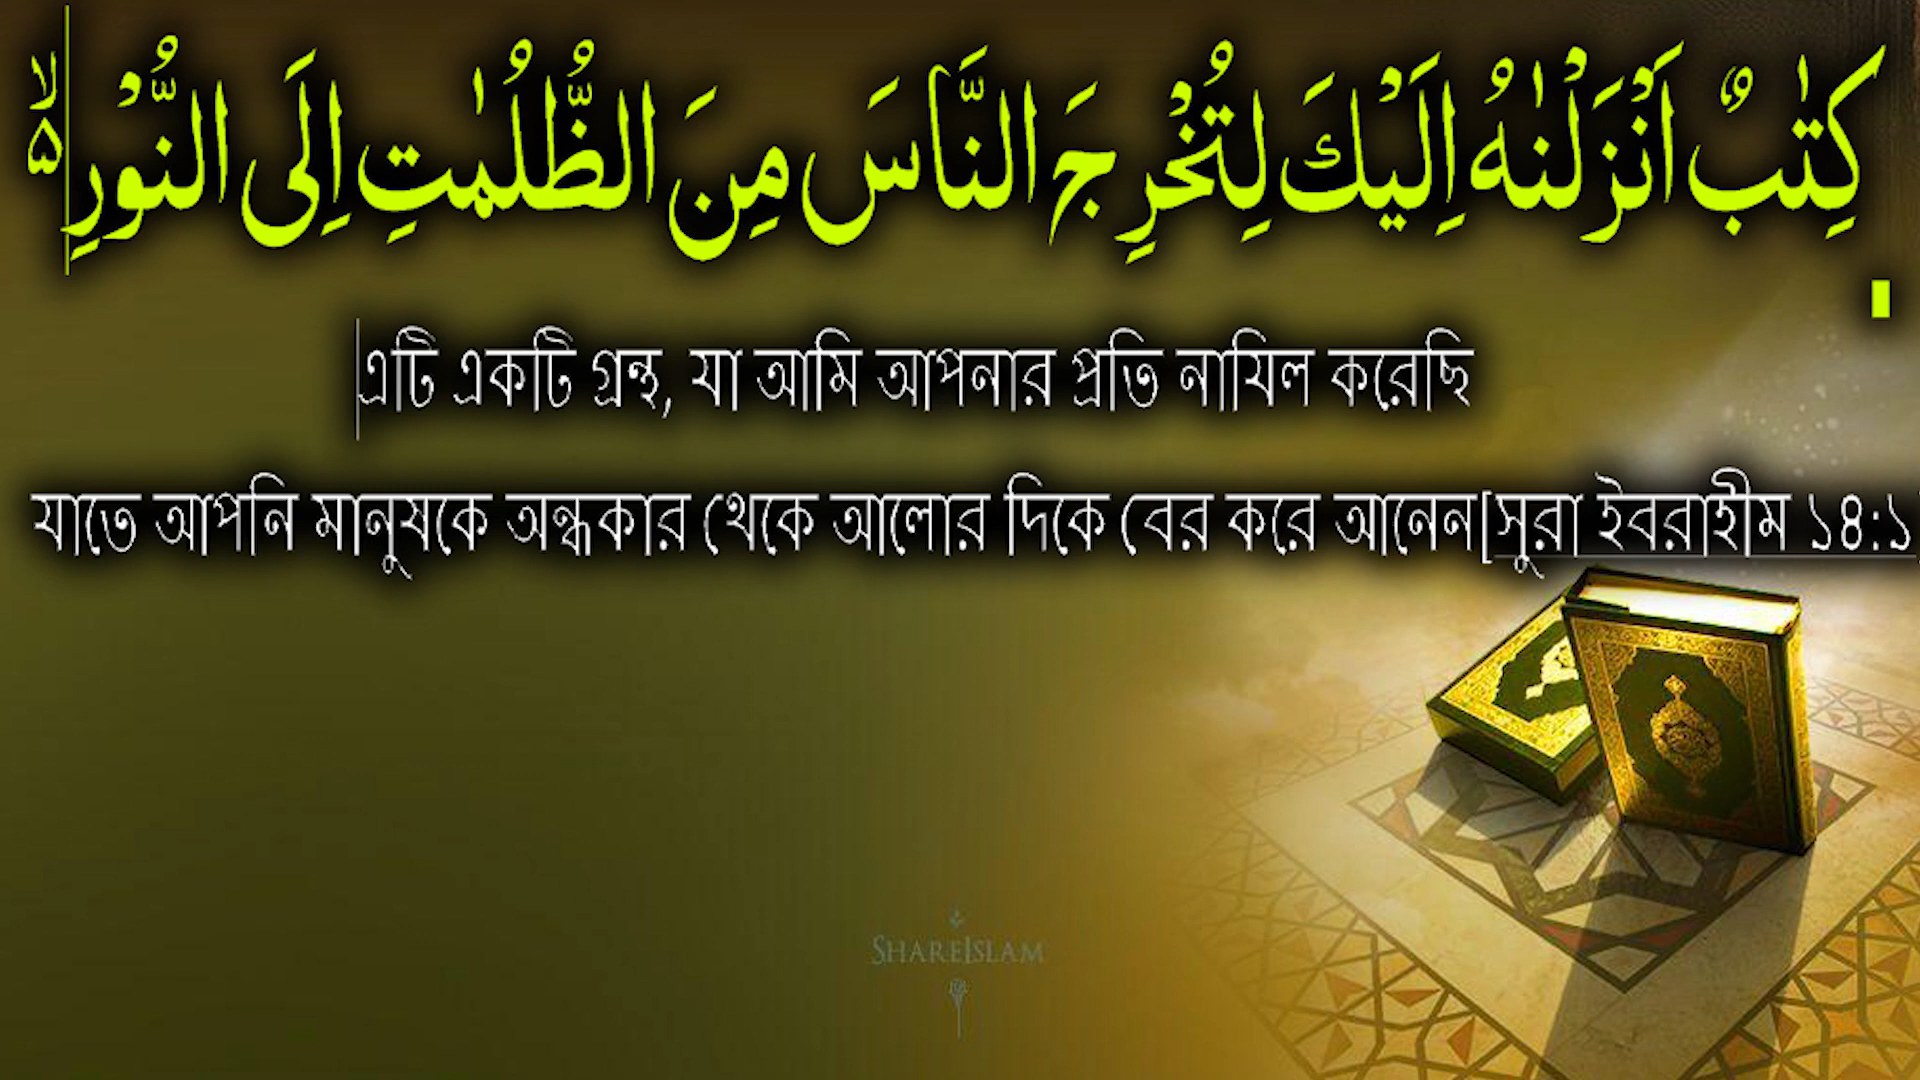 كِتٰبٌ اَنْزَلْنٰهُ اِلَيْكَ لِتُخْرِجَ النَّاسَ مِنَ الظُّلُمٰتِ اِلَى النُّوْرِ ۵ۙ
এটি একটি গ্রন্থ, যা আমি আপনার প্রতি নাযিল করেছি
যাতে আপনি মানুষকে অন্ধকার থেকে আলোর দিকে বের করে আনেন[সুরা ইবরাহীম ১৪:১]
SHAREISLAM